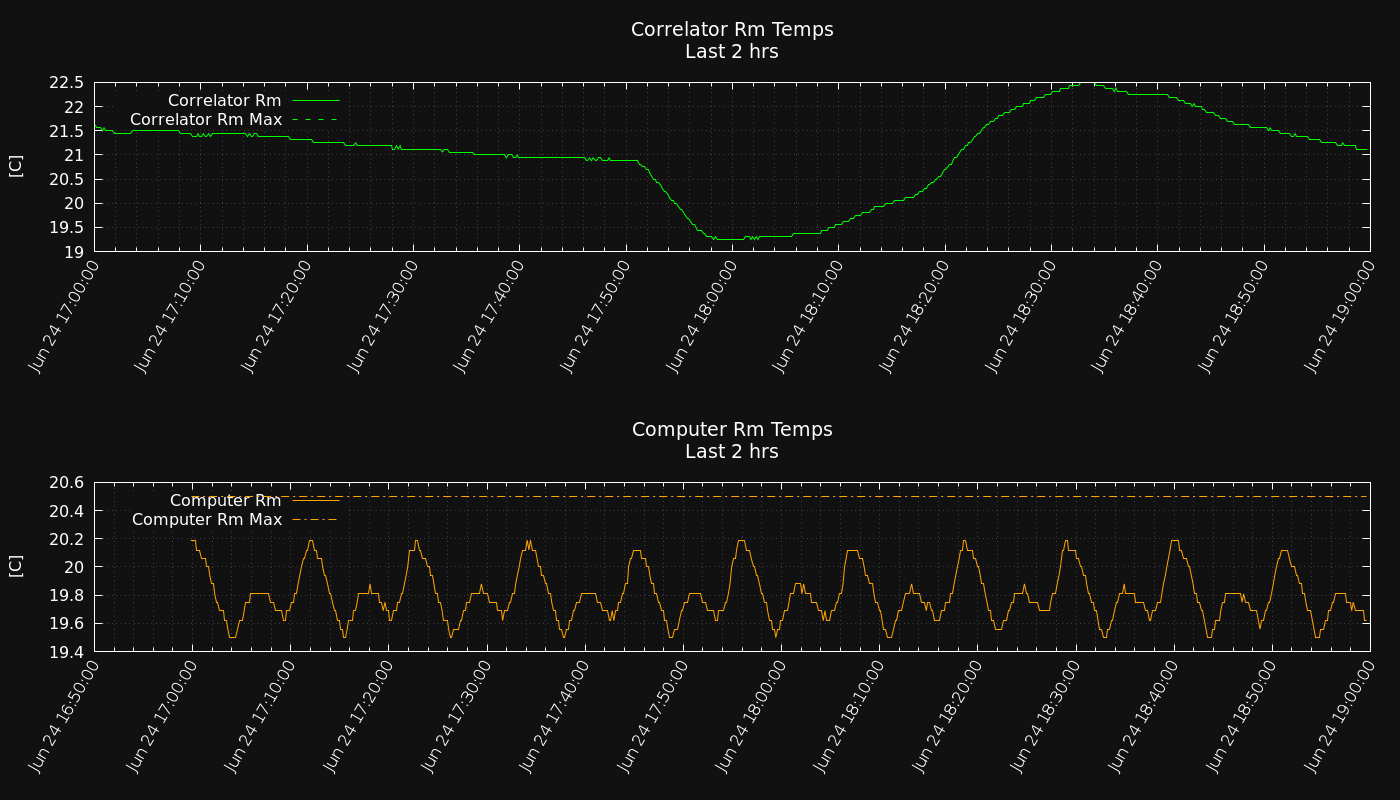 Correlator Rm Temps
Last 2 hrs
22.5
22
21.5
21
20.5
20
19.5
19
[C]
Correlator Rm
Correlator Rm Max
Jun 24 17:00:00
Jun 24 17:10:00
Jun 24 17:20:00
Jun 24 17:30:00
Jun 24 17:40:00
Jun 24 17:50:00
Jun 24 18:00:00
Jun 24 18:10:00
Jun 24 18:20:00
Jun 24 18:30:00
Jun 24 18:40:00
Jun 24 18:50:00
Jun 24 19:00:00
Computer Rm Temps
Last 2 hrs
20.6
20.4
20.2
20
19.8
19.6
19.4
[C]
Computer Rm
Computer Rm Max
Jun 24 16:50:00
Jun 24 17:00:00
Jun 24 17:10:00
Jun 24 17:20:00
Jun 24 17:30:00
Jun 24 17:40:00
Jun 24 17:50:00
Jun 24 18:00:00
Jun 24 18:10:00
Jun 24 18:20:00
Jun 24 18:30:00
Jun 24 18:40:00
Jun 24 18:50:00
Jun 24 19:00:00